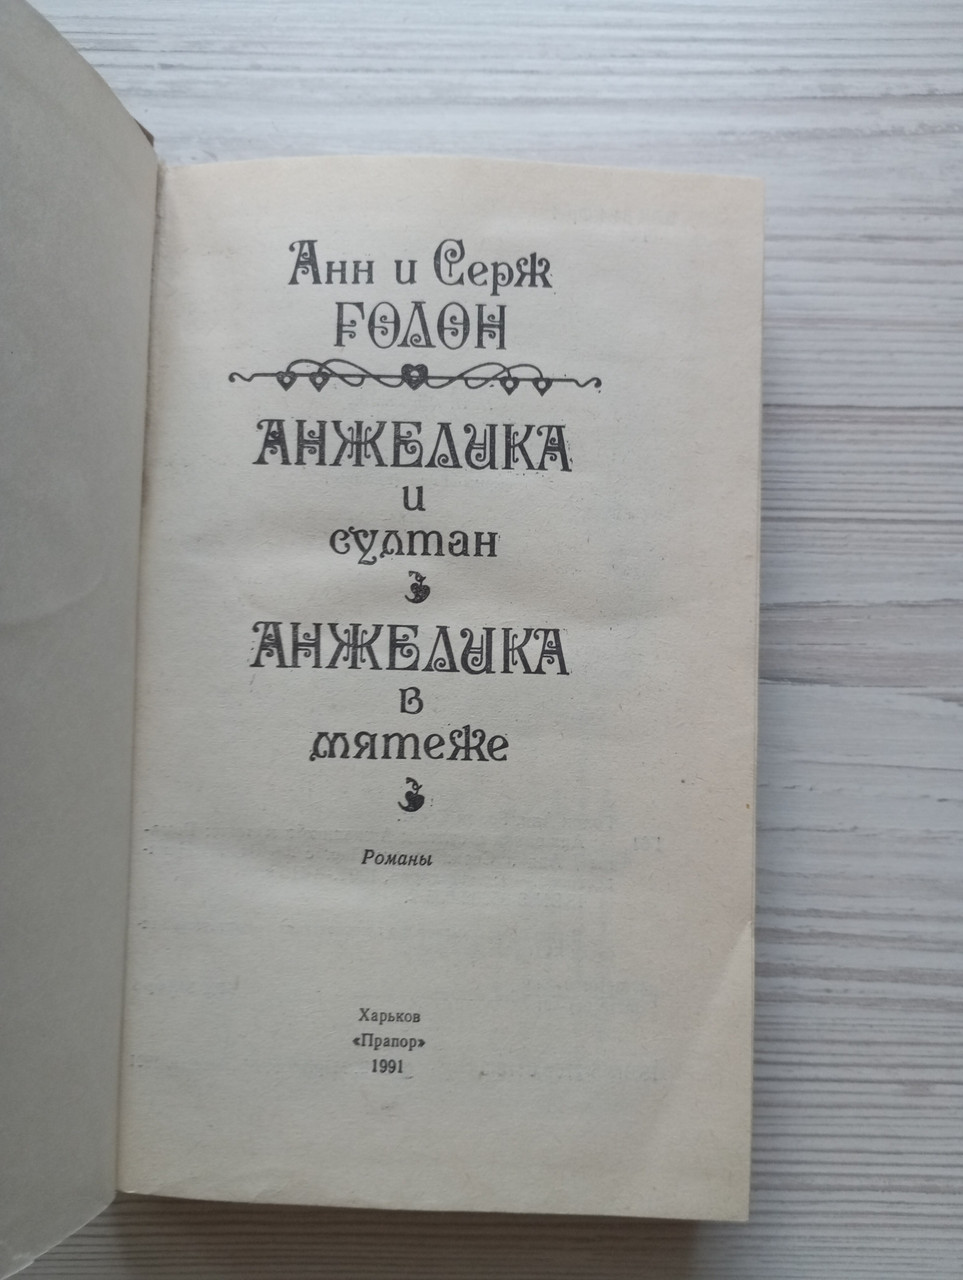 Анн и Серж
ГОЛОН
АНЖЕЛИКА
и
султан
АНЖЕЛИКА
в
мятеже
Романы
Харьков
«Прапор»
1991